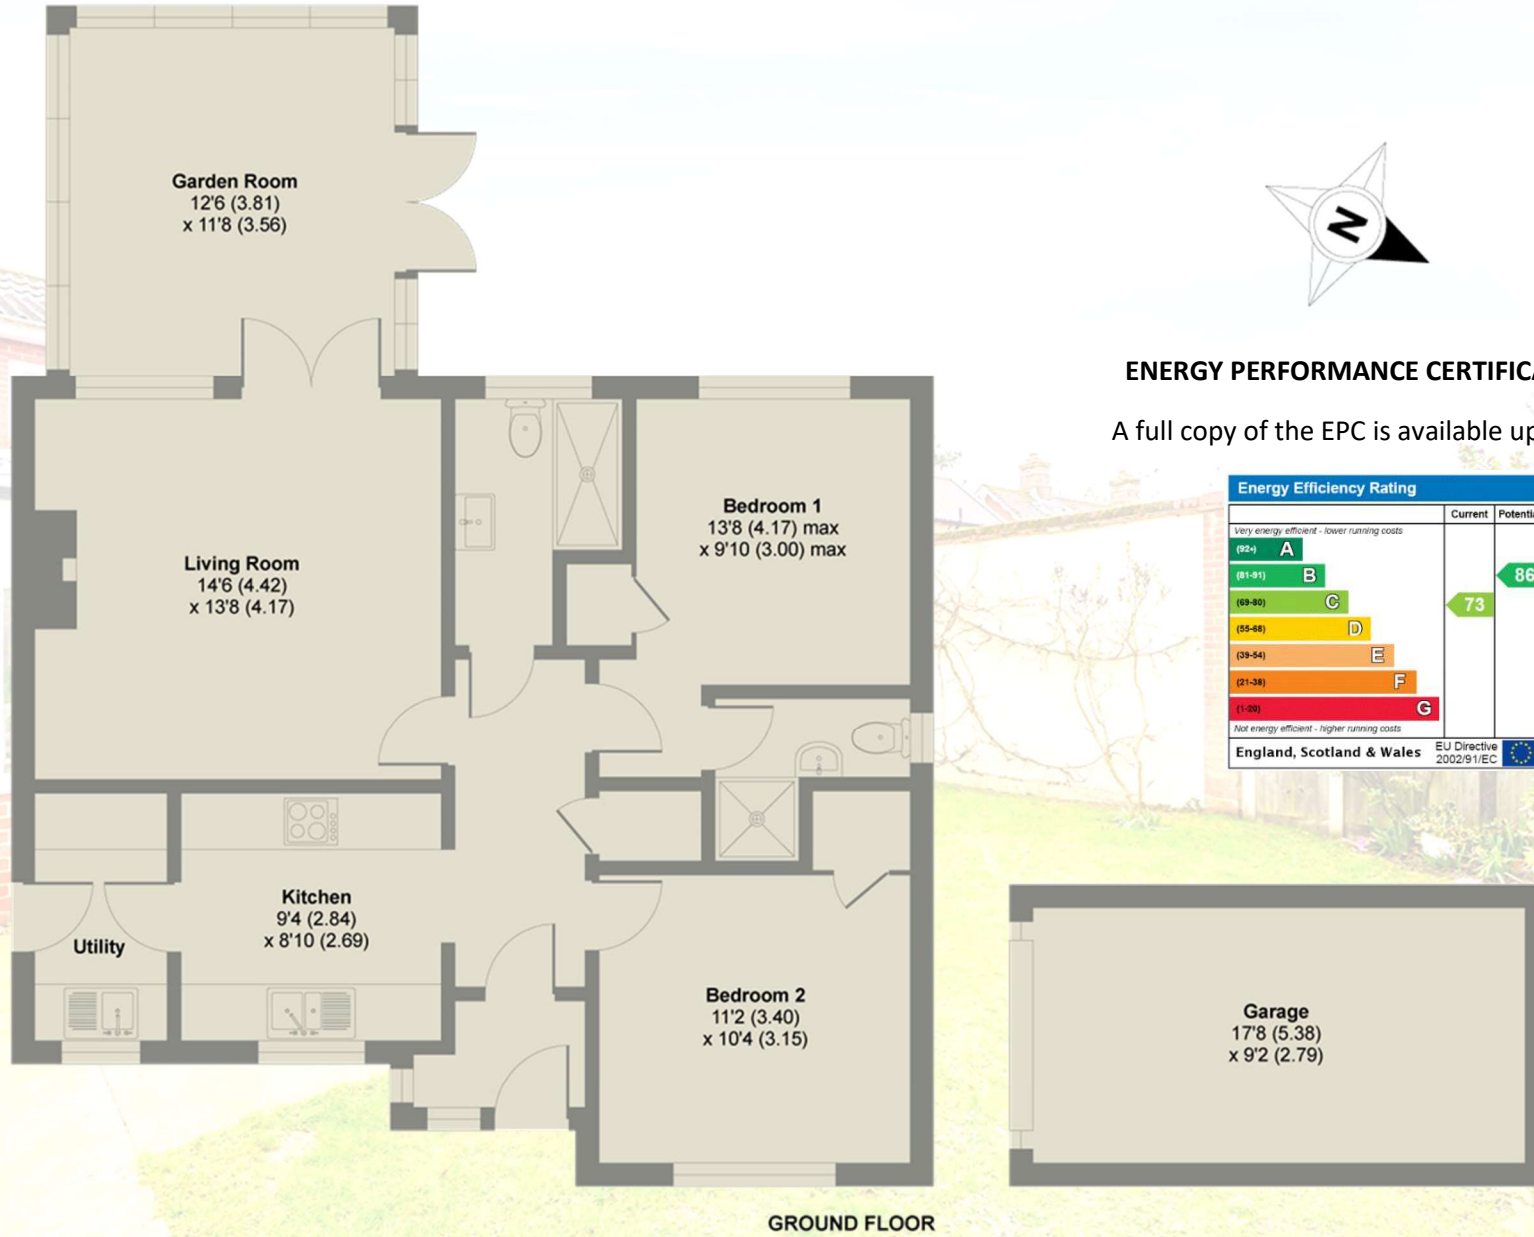 Garden Room
12'6 (3.81)
x 11'8 (3.56)
N
ENERGY PERFORMANCE CERTIFICA
A full copy of the EPC is available up
Living Room
14'6 (4.42)
x 13'8 (4.17)
Bedroom 1
13'8 (4.17) max
x 9'10 (3.00) max
Energy Efficiency Rating
Current Potentia
Very energy efficient - lower running costs
(92+) A
(81-91) B
86
(69-80) C
73
(55-68) D
(39-54) E
(21-38) F
(1-20) G
Not energy efficient - higher running costs
England, Scotland & Wales
EU Directive
2002/91/EC
Kitchen
9'4 (2.84)
x 8'10 (2.69)
Utility
Bedroom 2
11'2 (3.40)
x 10'4 (3.15)
Garage
17'8 (5.38)
x 9'2 (2.79)
GROUND FLOOR